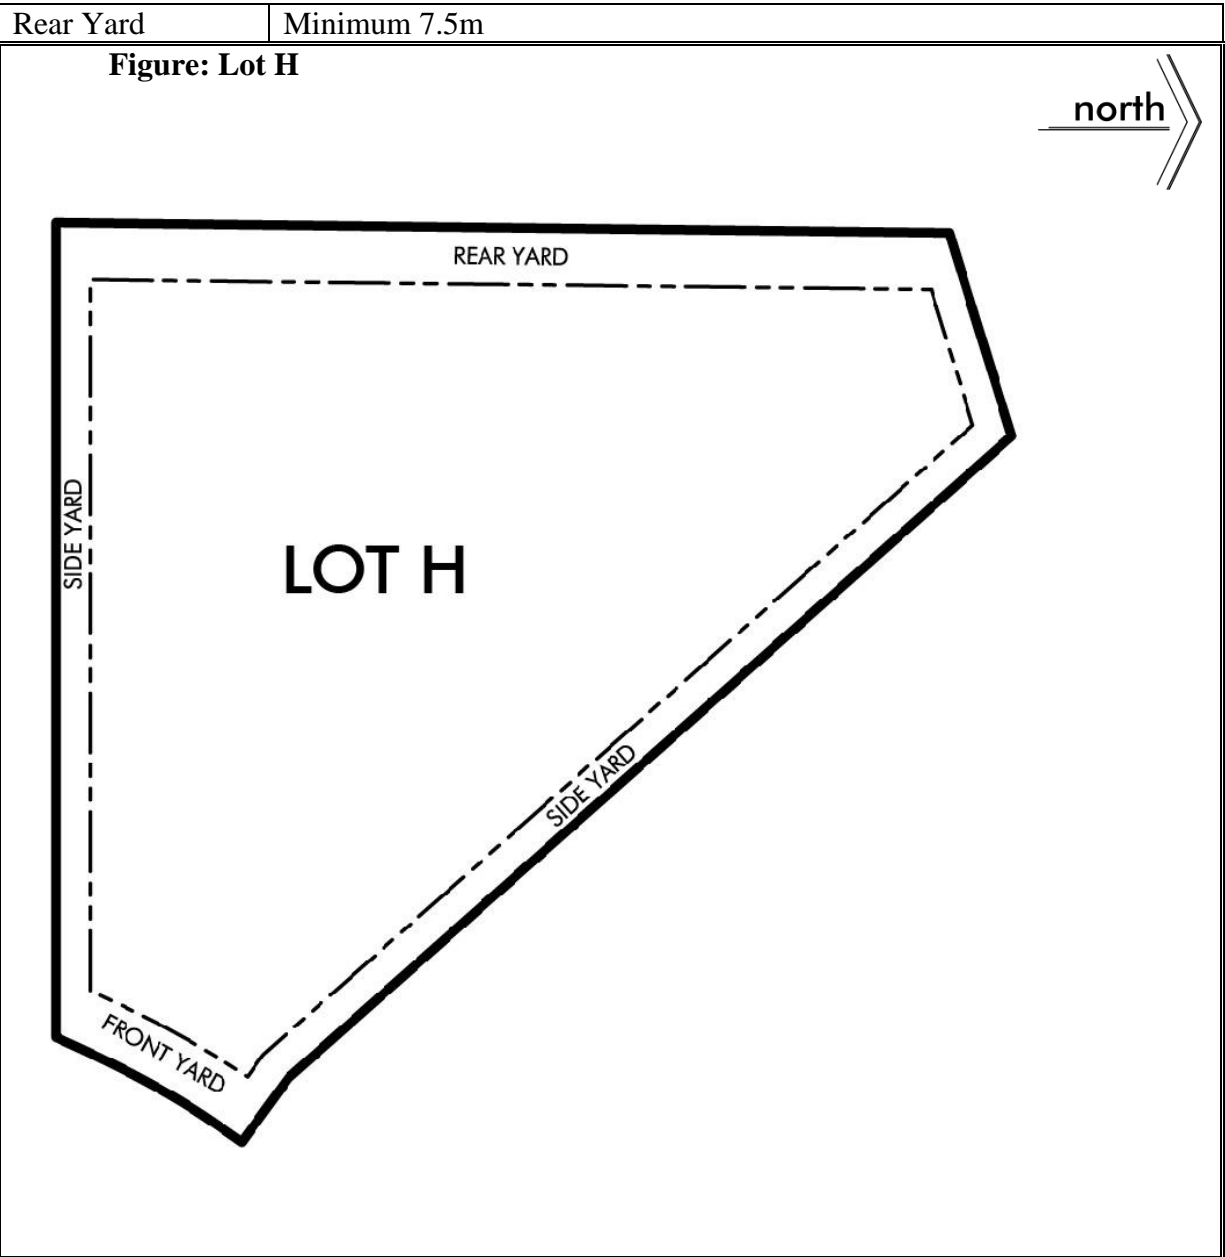 Rear Yard Minimum 7.5m
Figure: Lot H
north
REAR YARD
SIDE YARD
LOT H
SIDE YARD
FRONT YARD